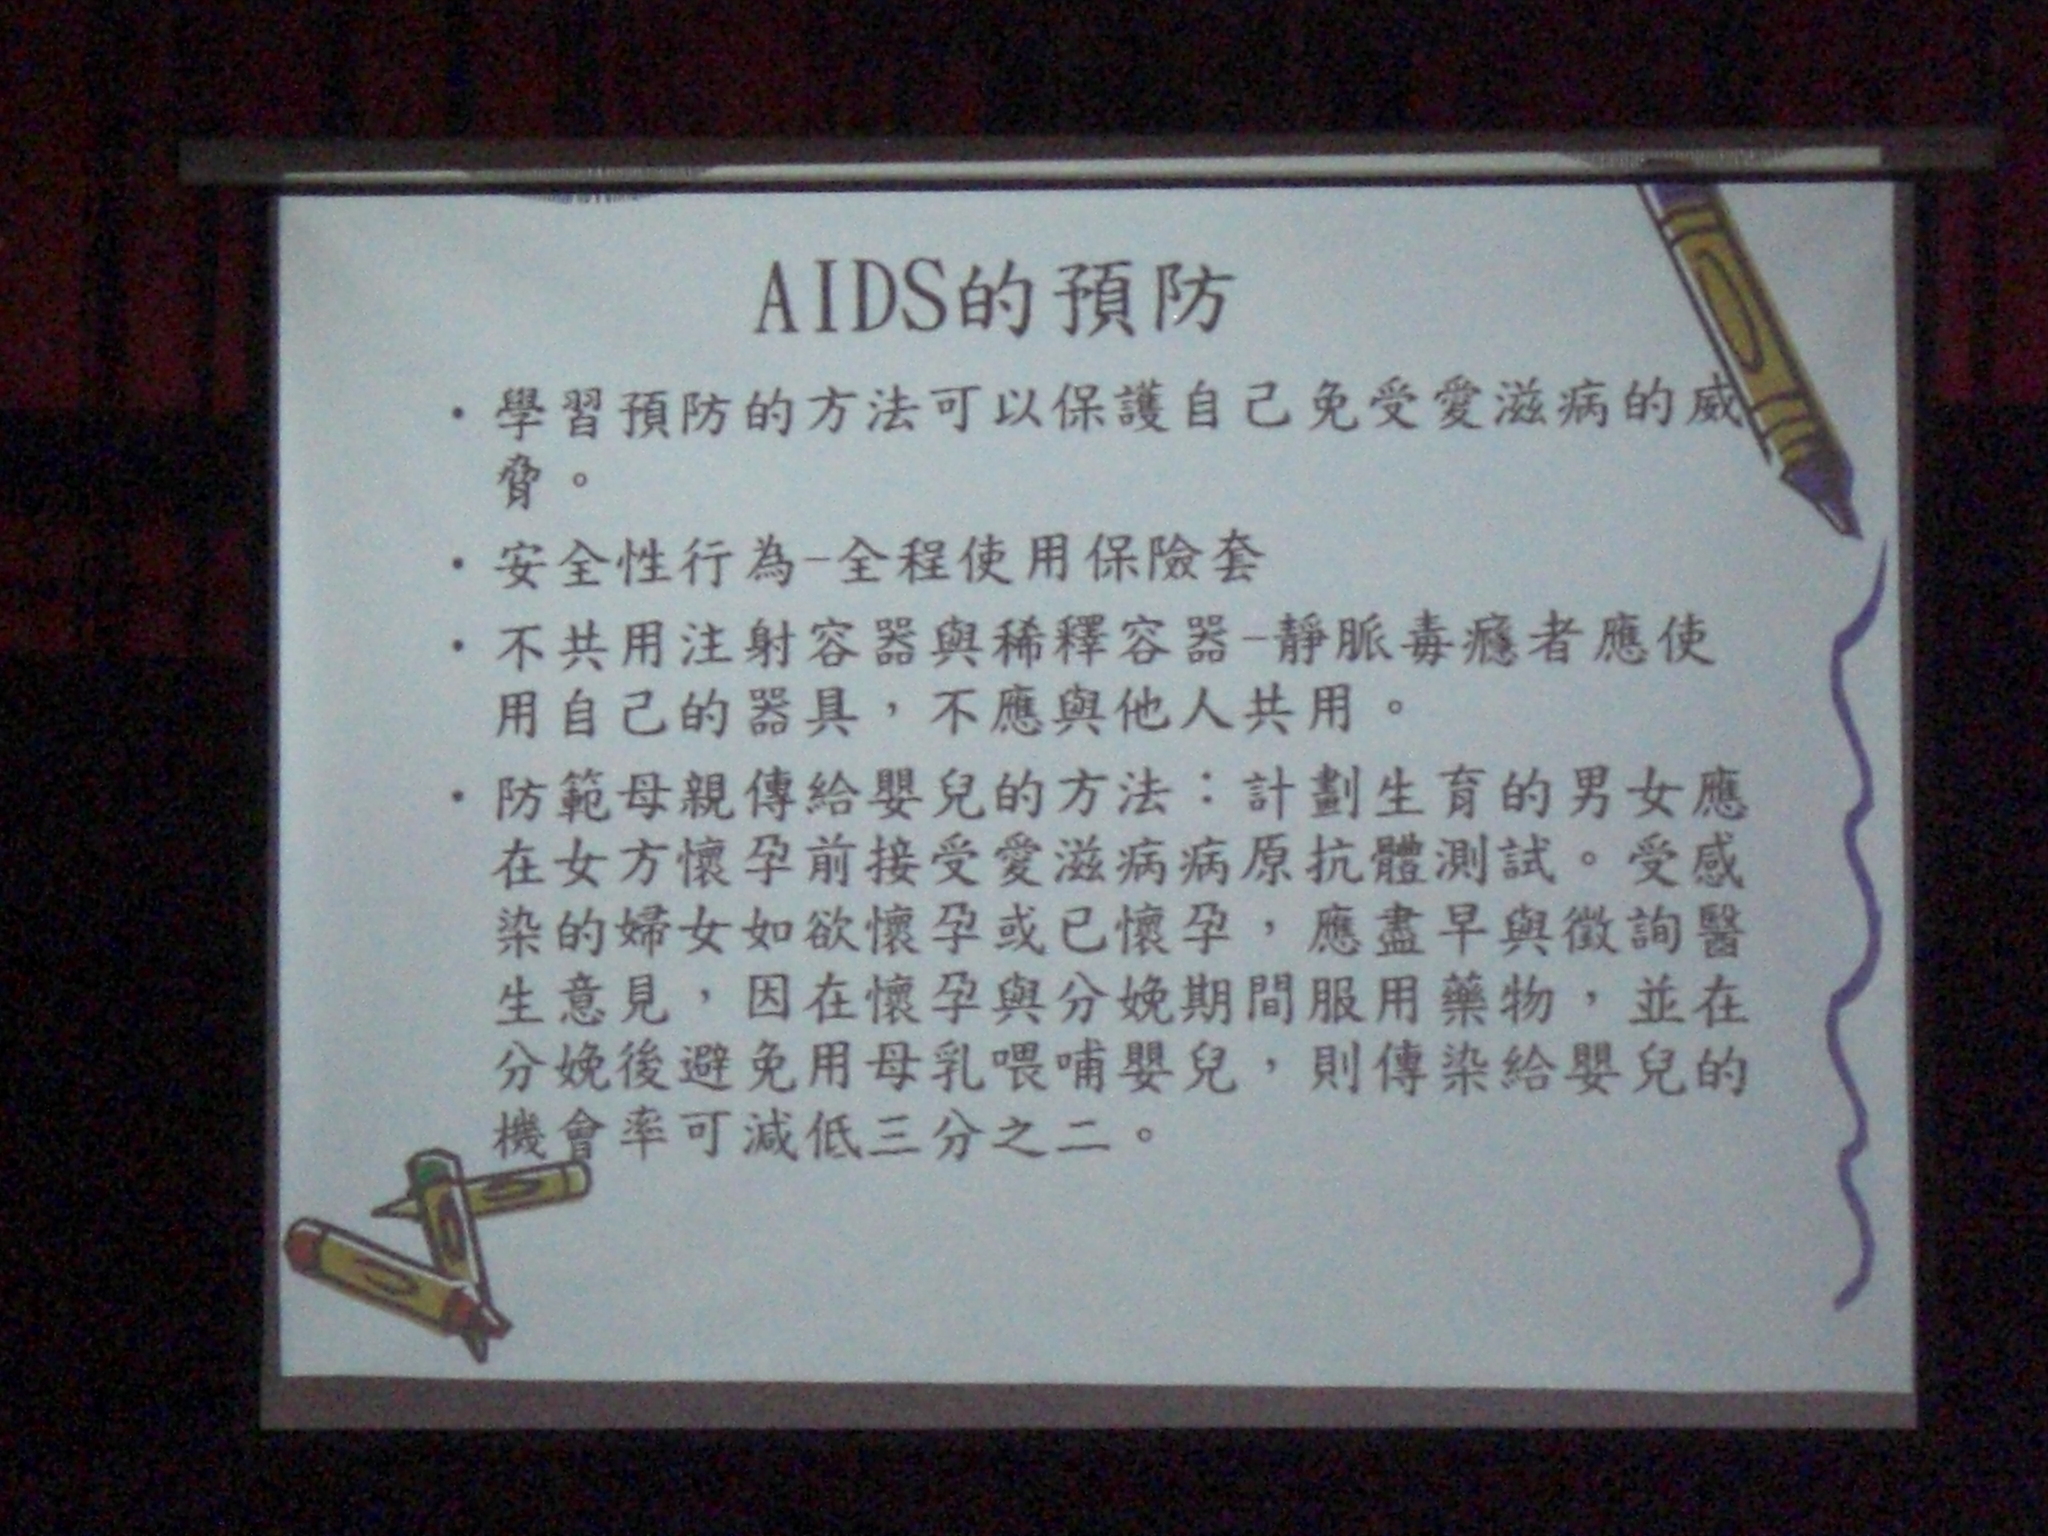 AIDS的預防
・學習預防的方法可以保護自己免受愛滋病的威
脅。
・安全性行為-全程使用保險套
・不共用注射容器與稀釋容器-靜脈毒癮者應使
用自己的器具，不應與他人共用。
・防範母親傳給嬰兒的方法：計劃生育的男女應
在女方懷孕前接受愛滋病病原抗體測試。受感
染的婦女如欲懷孕或已懷孕，應盡早與徵詢醫
生意見，因在懷孕與分娩期間服用藥物，並在
分娩後避免用母乳喂哺嬰兒，則傳染給嬰兒的
機會率可減低三分之二。